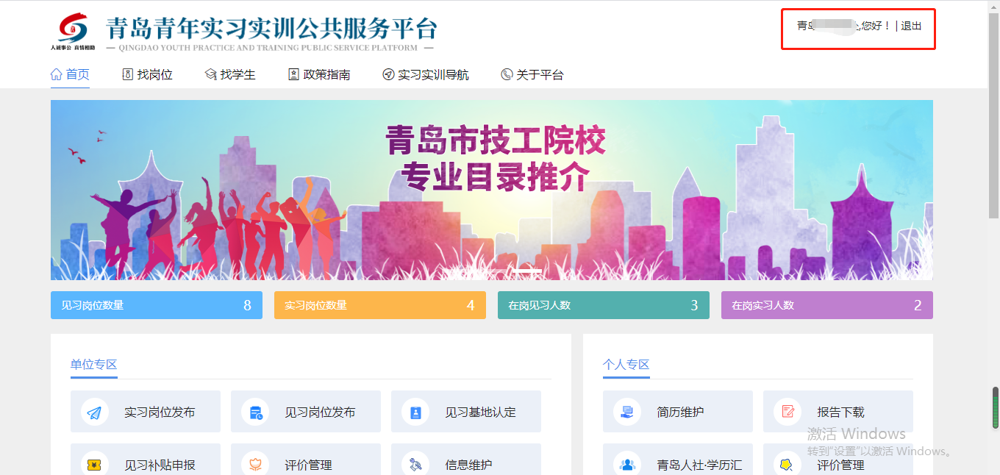 青岛青年实习实训公共服务平台
QINGDAO YOUTH PRACTICE AND TRAINING PUBLIC SERVICE PLATFORM
人诚事公 真情相助
青岛 ,您好！ | 退出
首页 找岗位 找学生 政策指南 实习实训导航 关于平台
青岛市技工院校
专业目录推介
见习岗位数量 8 实习岗位数量 4 在岗见习人数 3 在岗实习人数 2
单位专区 个人专区
实习岗位发布 见习岗位发布 见习基地认定 简历维护 报告下载
激活 Windows
转到“设置”以激活 Windows。
见习补贴申报 评价管理 信息维护 青岛人社·学历汇 评价管理